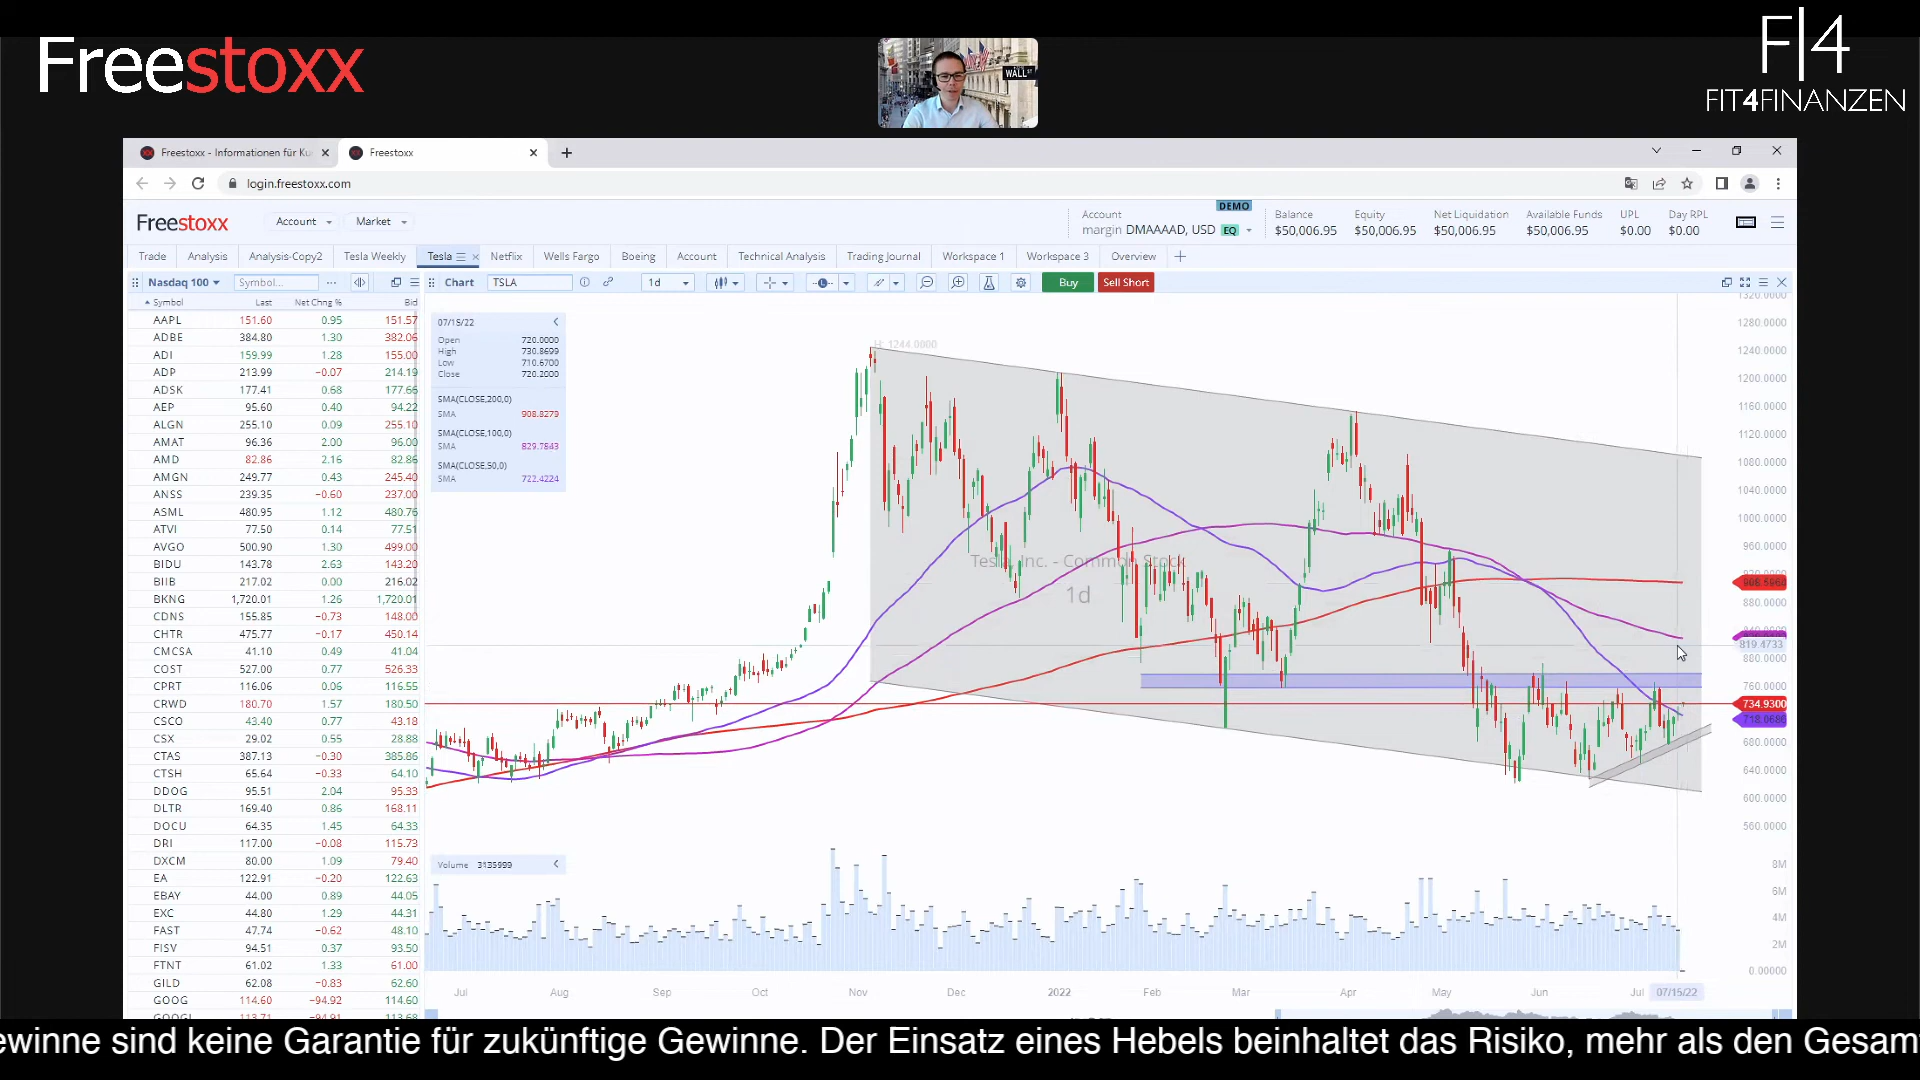 Freestoxx
WALL ST
F|4
FIT4FINANZEN
Freestoxx - Informationen für Ku
Freestoxx
login.freestoxx.com
Freestoxx
Account
Market
DEMO
Account
margin DMAAAAD, USD EQ
Balance
$50,006.95
Equity
$50,006.95
Net Liquidation
$50,006.95
Available Funds
$50,006.95
UPL
$0.00
Day RPL
$0.00
Trade Analysis Analysis-Copy2 Tesla Weekly Tesla Netflix Wells Fargo Boeing Account Technical Analysis Trading Journal Workspace 1 Workspace 3 Overview
Nasdaq 100 Symbol... Chart TSLA 1d Buy Sell Short
Symbol Last Net Chng % Bid
AAPL 151.60 0.95 151.57
ADBE 384.80 1.30 382.06
ADI 159.99 1.28 155.00
ADP 213.99 −0.07 214.19
ADSK 177.41 0.68 177.66
AEP 95.60 0.40 94.22
ALGN 255.10 0.09 255.10
AMAT 96.36 2.00 96.00
AMD 82.86 2.16 82.86
AMGN 249.77 0.43 245.40
ANSS 239.35 −0.60 237.00
ASML 480.95 1.12 480.76
ATVI 77.50 0.14 77.51
AVGO 500.90 1.30 499.00
BIDU 143.78 2.63 143.20
BIIB 217.02 0.00 216.02
BKNG 1,720.01 1.26 1,720.01
CDNS 155.85 −0.73 148.00
CHTR 475.77 −0.17 450.14
CMCSA 41.10 0.49 41.04
COST 527.00 0.77 526.33
CPRT 116.06 0.06 116.55
CRWD 180.70 1.57 180.50
CSCO 43.40 0.77 43.18
CSX 29.02 0.55 28.88
CTAS 387.13 −0.30 385.86
CTSH 65.64 −0.33 64.10
DDOG 95.51 2.04 95.33
DLTR 169.40 0.86 168.11
DOCU 64.35 1.45 64.33
DRI 117.00 −0.08 115.73
DXCM 80.00 1.09 79.40
EA 122.91 −0.20 122.63
EBAY 44.00 0.89 44.05
EXC 44.80 1.29 44.31
FAST 47.74 −0.62 48.10
FISV 94.51 0.37 93.50
FTNT 61.02 1.33 61.00
GILD 62.08 −0.83 62.60
GOOG 114.60 −94.92 114.60
07/15/22
Open 720.0000
High 730.8699
Low 710.6700
Close 720.2000
SMA(CLOSE,200,0)
SMA 908.8279
SMA(CLOSE,100,0)
SMA 829.7843
SMA(CLOSE,50,0)
SMA 722.4224
H: 1244.0000
Tesla Inc. - Common Stock
1d
1320.0000
1280.0000
1240.0000
1200.0000
1160.0000
1120.0000
1080.0000
1040.0000
1000.0000
960.0000
880.0000
819.4733
800.0000
760.0000
734.9300
718.0686
680.0000
640.0000
600.0000
560.0000
Volume 3135999
8M
6M
4M
2M
0.00000
Jul Aug Sep Oct Nov Dec 2022 Feb Mar Apr May Jun Jul 07/15/22
ewinne sind keine Garantie für zukünftige Gewinne. Der Einsatz eines Hebels beinhaltet das Risiko, mehr als den Gesam